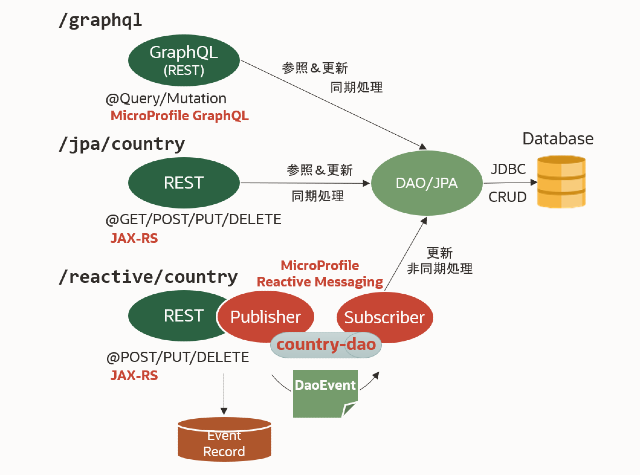 /graphql
GraphQL
(REST)
参照＆更新
同期処理
@Query/Mutation
MicroProfile GraphQL
/jpa/country
REST
参照＆更新
同期処理
DAO/JPA
JDBC
CRUD
Database
@GET/POST/PUT/DELETE
JAX-RS
/reactive/country
MicroProfile
Reactive Messaging
更新
非同期処理
REST
Publisher
Subscriber
country-dao
@POST/PUT/DELETE
JAX-RS
DaoEvent
Event
Record